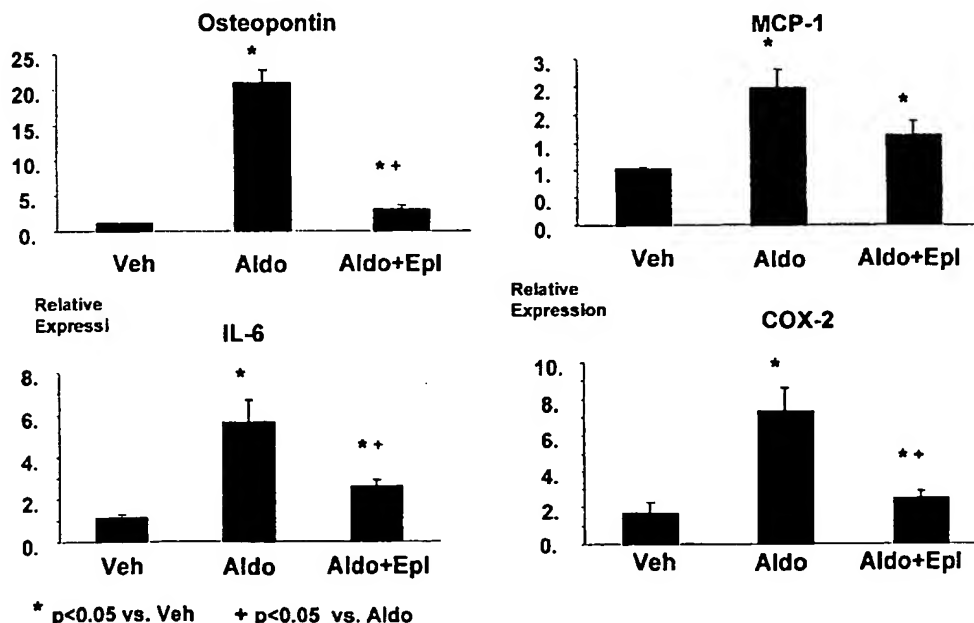 Osteopontin
25.
20.
15.
10.
5.
0.
*
* +
Veh Aldo Aldo+Epl
MCP-1
3.
2.
2.
1.
1.
0.
0.
*
*
Veh Aldo Aldo+Epl
Relative
Expressi
IL-6
8.
6.
4.
2.
0.
*
* +
Veh Aldo Aldo+Epl
Relative
Expression
COX-2
10.
8.
6.
4.
2.
0.
*
* +
Veh Aldo Aldo+Epl
* p<0.05 vs. Veh + p<0.05 vs. Aldo